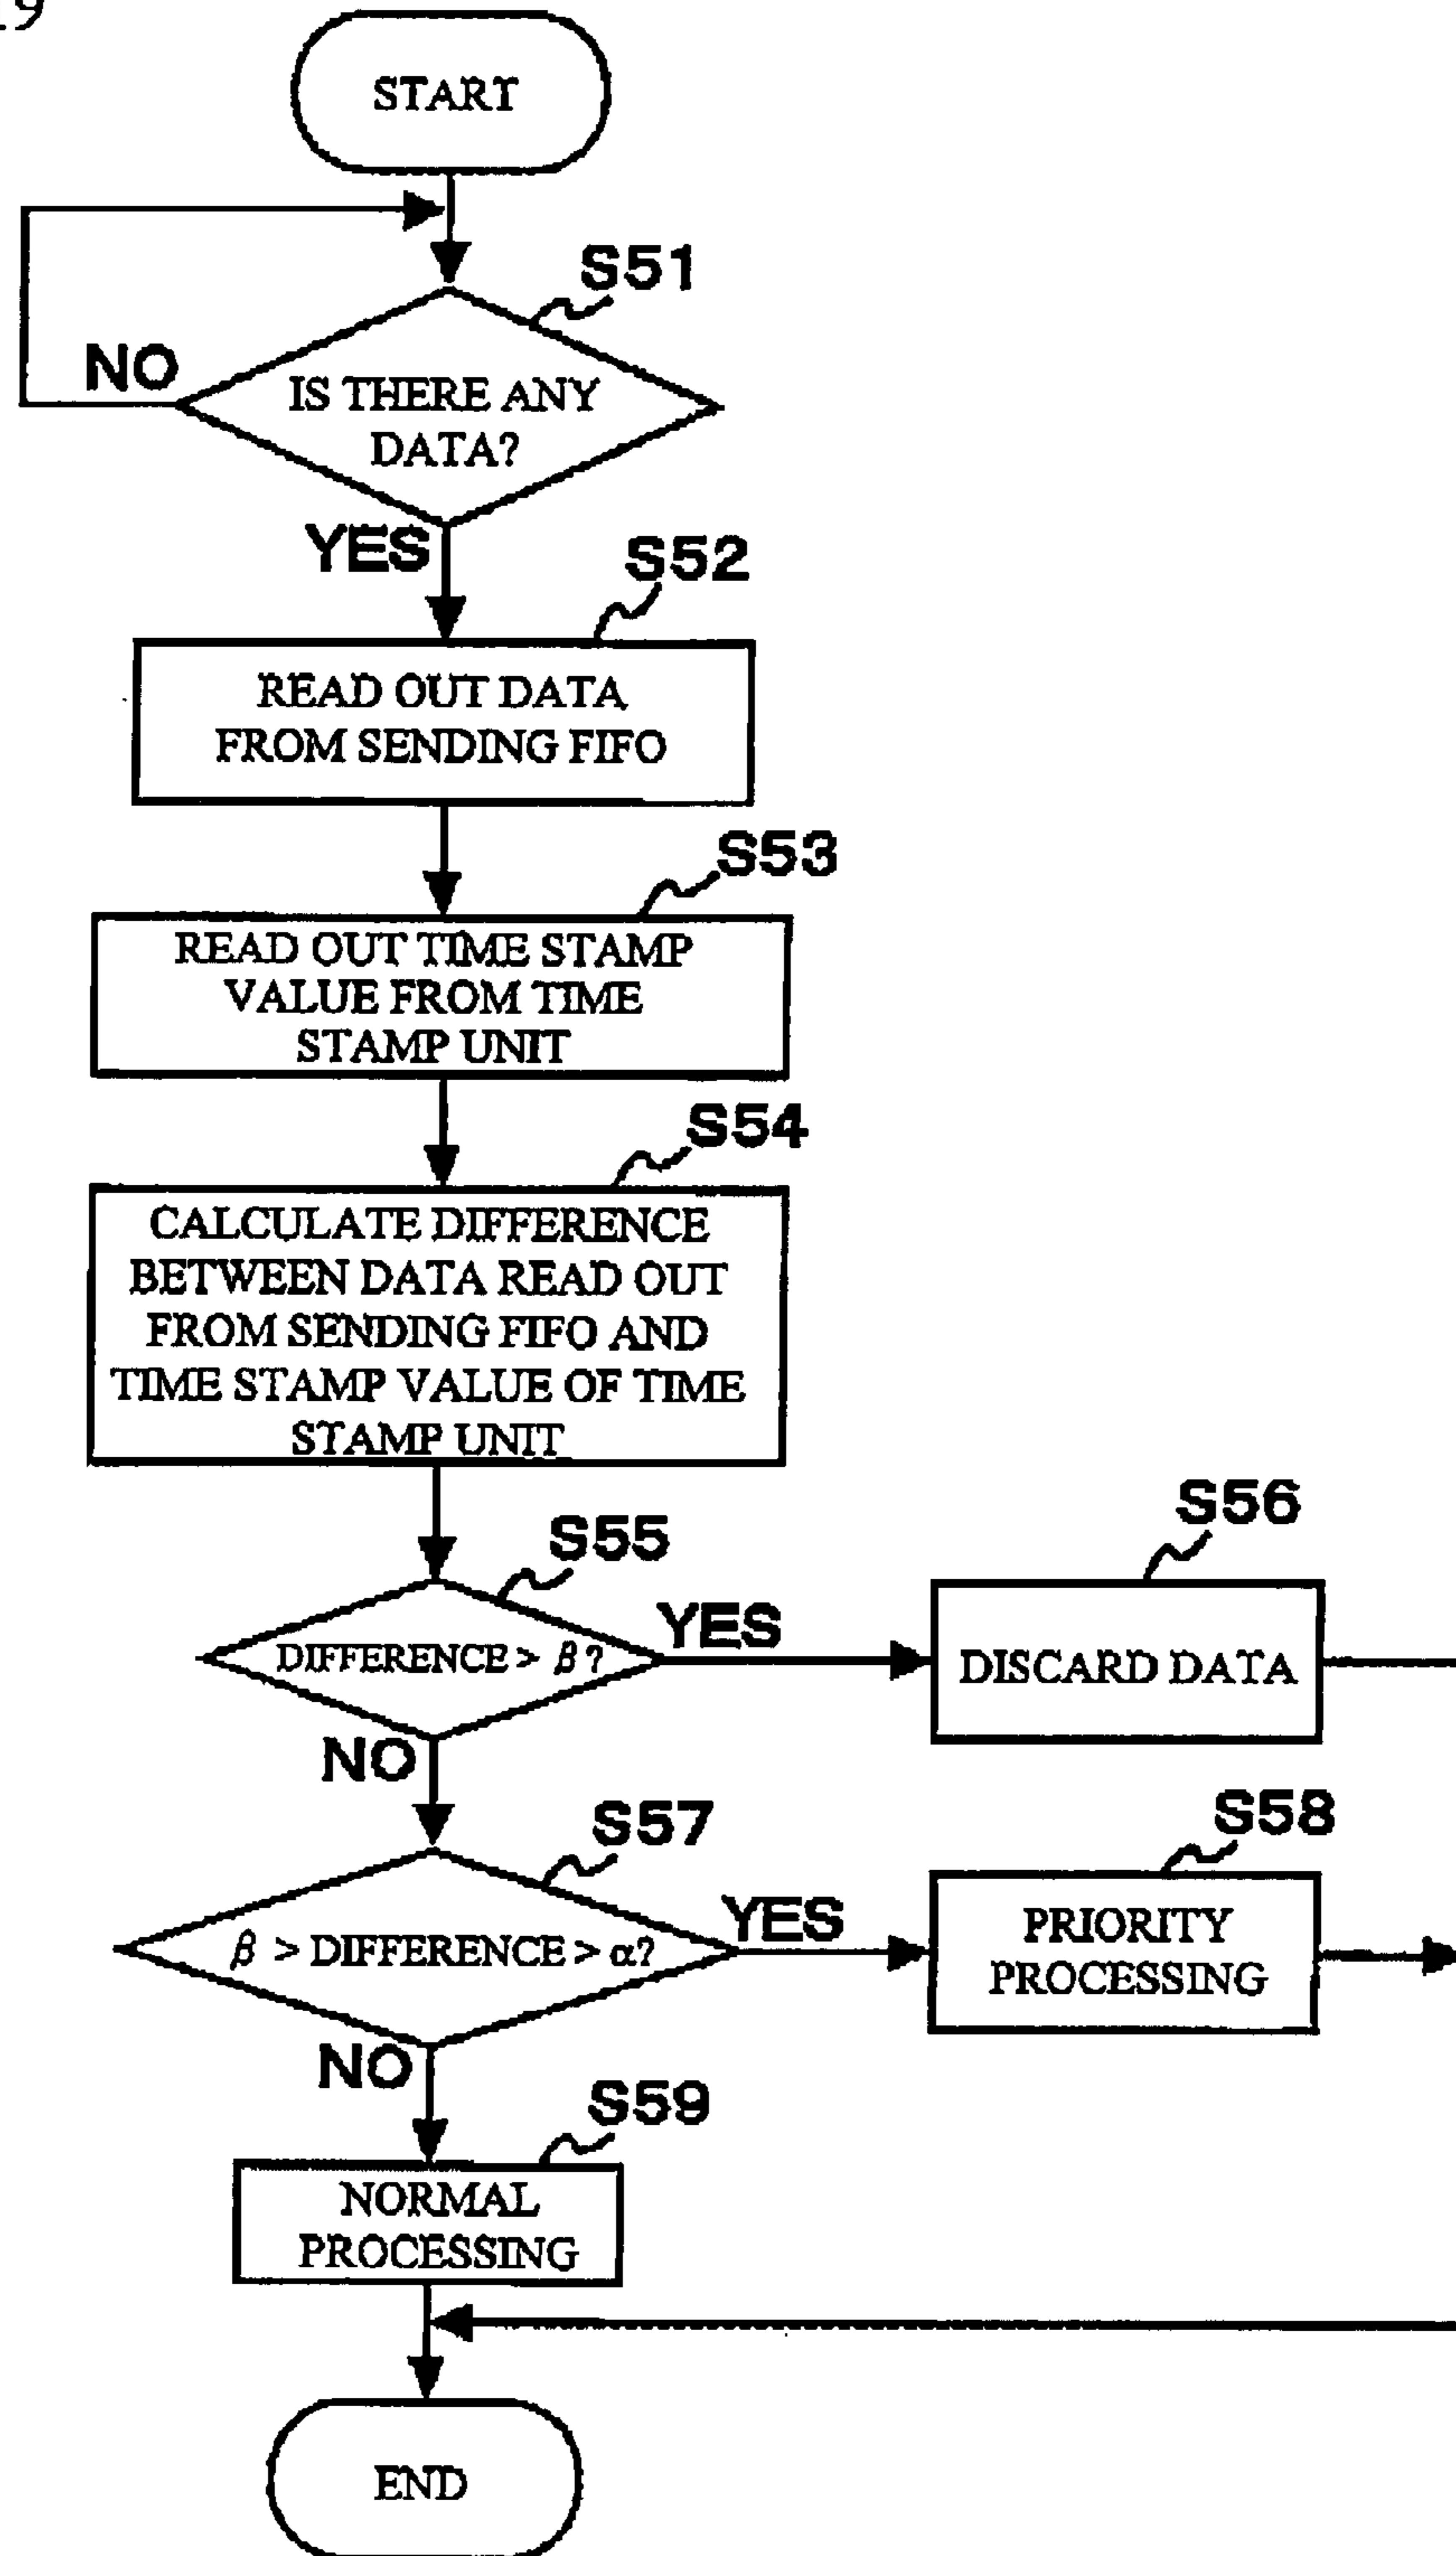 START
S51
NO
IS THERE ANY
DATA?
YES
S52
READ OUT DATA
FROM SENDING FIFO
S53
READ OUT TIME STAMP
VALUE FROM TIME
STAMP UNIT
S54
CALCULATE DIFFERENCE
BETWEEN DATA READ OUT
FROM SENDING FIFO AND
TIME STAMP VALUE OF TIME
STAMP UNIT
S55
DIFFERENCE > β ?
YES
S56
DISCARD DATA
NO
S57
β > DIFFERENCE > α?
YES
S58
PRIORITY
PROCESSING
NO
S59
NORMAL
PROCESSING
END